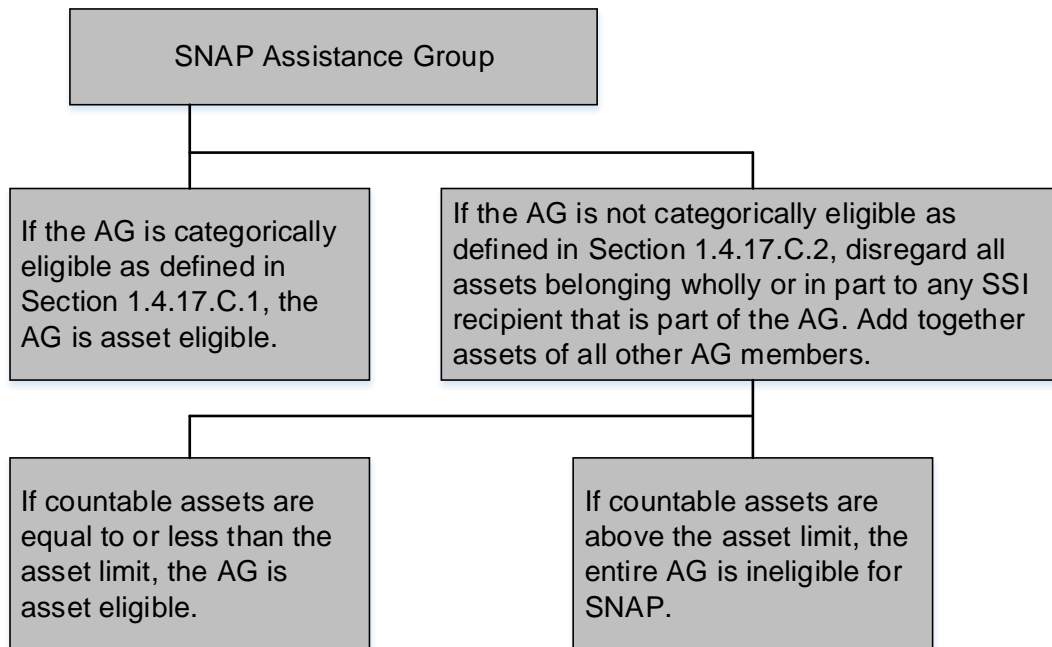 SNAP Assistance Group
If the AG is categorically
eligible as defined in
Section 1.4.17.C.1, the
AG is asset eligible.
If the AG is not categorically eligible as
defined in Section 1.4.17.C.2, disregard all
assets belonging wholly or in part to any SSI
recipient that is part of the AG. Add together
assets of all other AG members.
If countable assets are
equal to or less than the
asset limit, the AG is
asset eligible.
If countable assets are
above the asset limit, the
entire AG is ineligible for
SNAP.